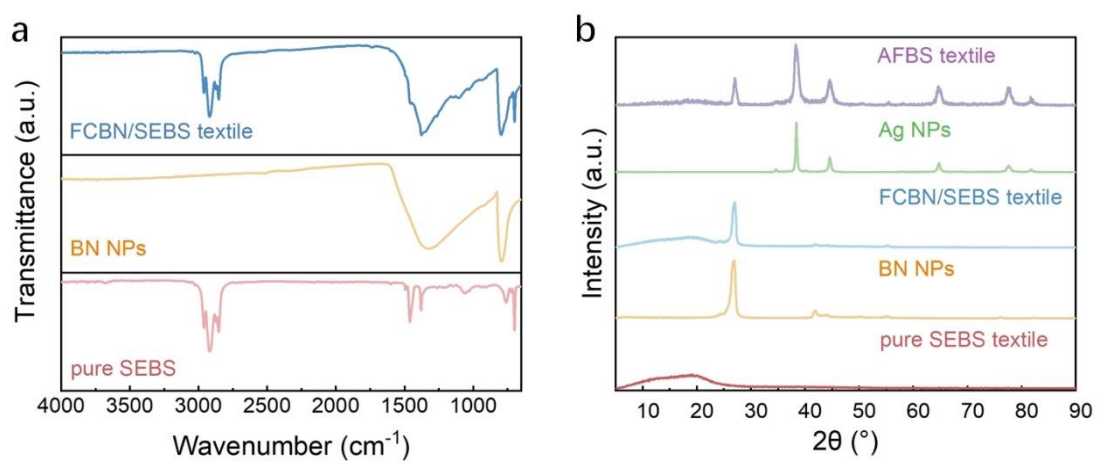 a
Transmittance (a.u.)
FCBN/SEBS textile
BN NPs
pure SEBS
4000 3500 3000 2500 2000 1500 1000
Wavenumber (cm⁻¹)
b
Intensity (a.u.)
AFBS textile
Ag NPs
FCBN/SEBS textile
BN NPs
pure SEBS textile
10 20 30 40 50 60 70 80 90
2θ (°)